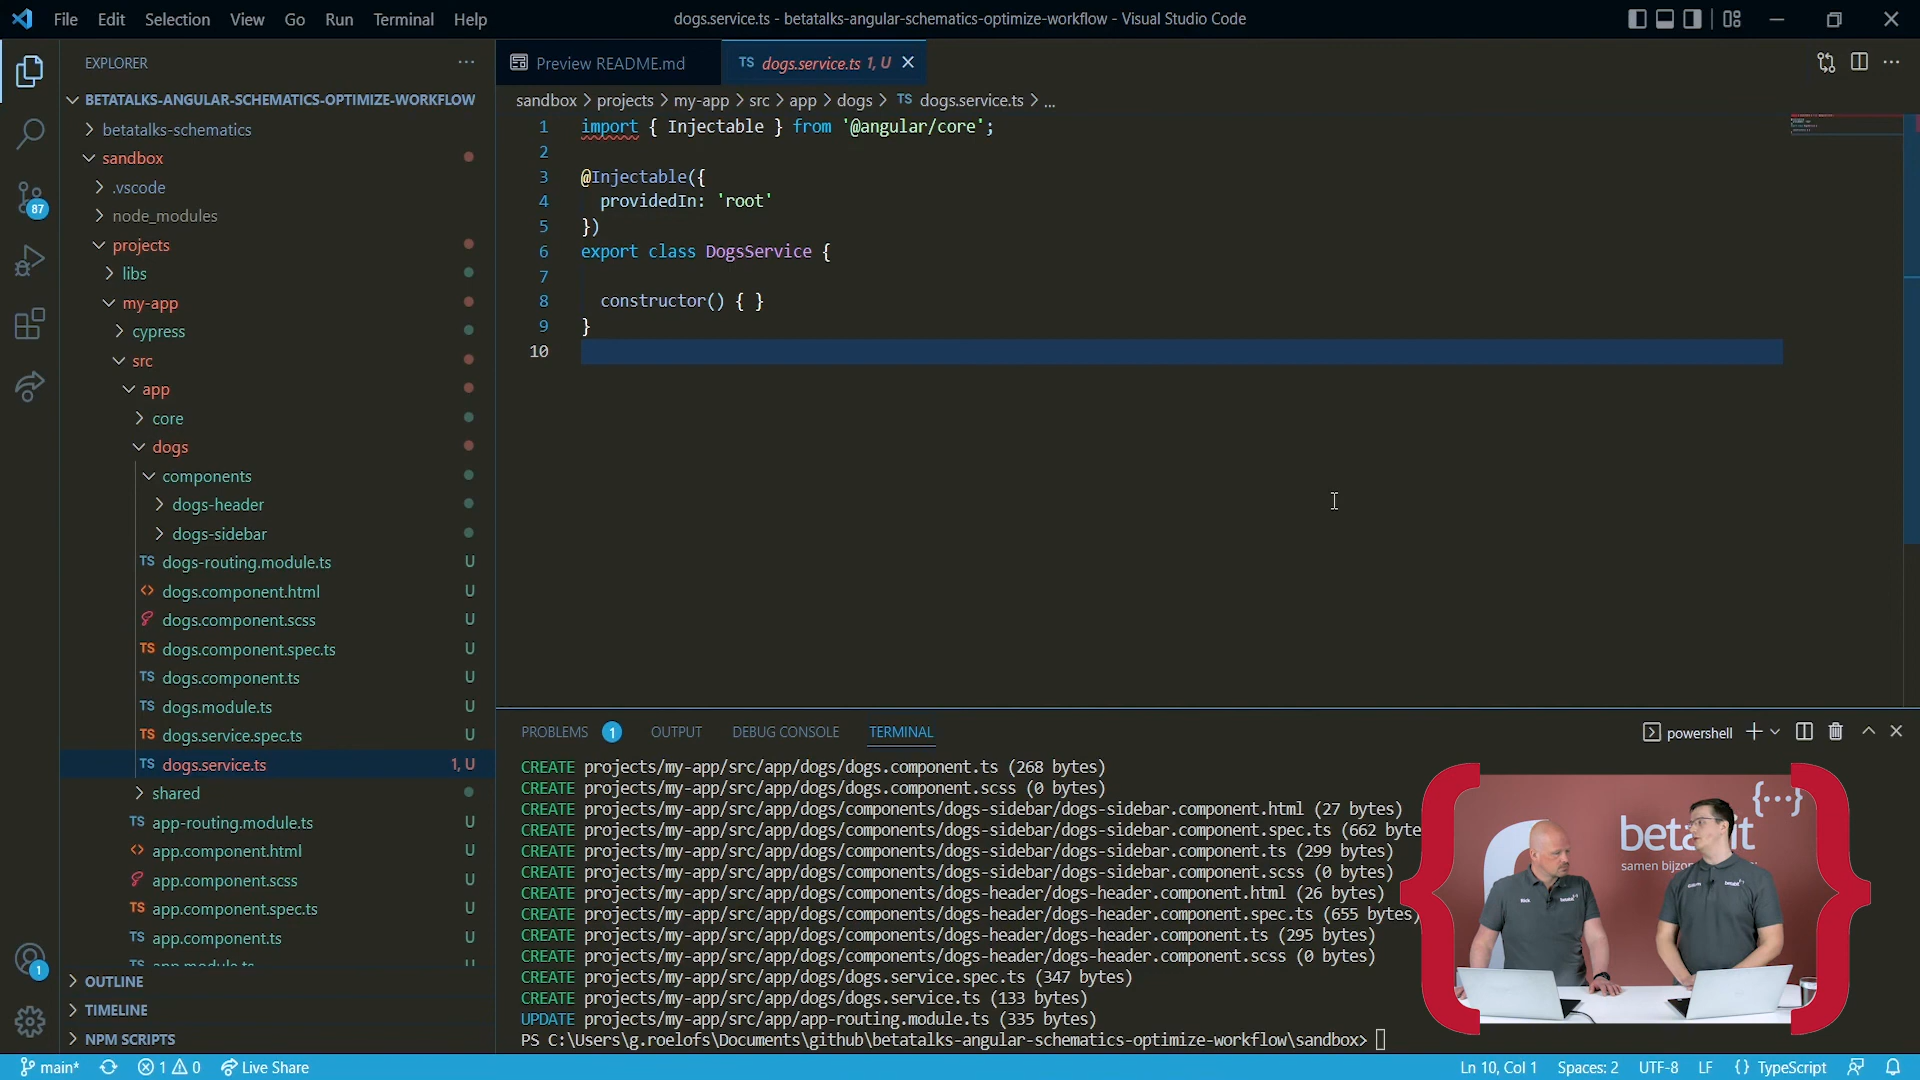 File Edit Selection View Go Run Terminal Help
dogs.service.ts - betatalks-angular-schematics-optimize-workflow - Visual Studio Code
EXPLORER
BETATALKS-ANGULAR-SCHEMATICS-OPTIMIZE-WORKFLOW
betatalks-schematics
sandbox
.vscode
node_modules
projects
libs
my-app
cypress
src
app
core
dogs
components
dogs-header
dogs-sidebar
TS dogs-routing.module.ts U
<> dogs.component.html U
dogs.component.scss U
TS dogs.component.spec.ts U
TS dogs.component.ts U
TS dogs.module.ts U
TS dogs.service.spec.ts U
TS dogs.service.ts 1, U
shared
TS app-routing.module.ts U
<> app.component.html U
app.component.scss U
TS app.component.spec.ts U
TS app.component.ts U
TS app.module.ts U
OUTLINE
TIMELINE
NPM SCRIPTS
87
1
Preview README.md
TS dogs.service.ts 1, U
sandbox > projects > my-app > src > app > dogs > TS dogs.service.ts > ...
1 import { Injectable } from '@angular/core';
2
3 @Injectable({
4 providedIn: 'root'
5 })
6 export class DogsService {
7
8 constructor() { }
9 }
10
PROBLEMS 1 OUTPUT DEBUG CONSOLE TERMINAL
powershell
CREATE projects/my-app/src/app/dogs/dogs.component.ts (268 bytes)
CREATE projects/my-app/src/app/dogs/dogs.component.scss (0 bytes)
CREATE projects/my-app/src/app/dogs/components/dogs-sidebar/dogs-sidebar.component.html (27 bytes)
CREATE projects/my-app/src/app/dogs/components/dogs-sidebar/dogs-sidebar.component.spec.ts (662 byte
CREATE projects/my-app/src/app/dogs/components/dogs-sidebar/dogs-sidebar.component.ts (299 bytes)
CREATE projects/my-app/src/app/dogs/components/dogs-sidebar/dogs-sidebar.component.scss (0 bytes)
CREATE projects/my-app/src/app/dogs/components/dogs-header/dogs-header.component.html (26 bytes)
CREATE projects/my-app/src/app/dogs/components/dogs-header/dogs-header.component.spec.ts (655 bytes)
CREATE projects/my-app/src/app/dogs/components/dogs-header/dogs-header.component.ts (295 bytes)
CREATE projects/my-app/src/app/dogs/components/dogs-header/dogs-header.component.scss (0 bytes)
CREATE projects/my-app/src/app/dogs/dogs.service.spec.ts (347 bytes)
CREATE projects/my-app/src/app/dogs/dogs.service.ts (133 bytes)
UPDATE projects/my-app/src/app/app-routing.module.ts (335 bytes)
PS C:\Users\g.roelofs\Documents\github\betatalks-angular-schematics-optimize-workflow\sandbox>
{...}
samen
main* 1 0 Live Share
Ln 10, Col 1 Spaces: 2 UTF-8 LF {} TypeScript